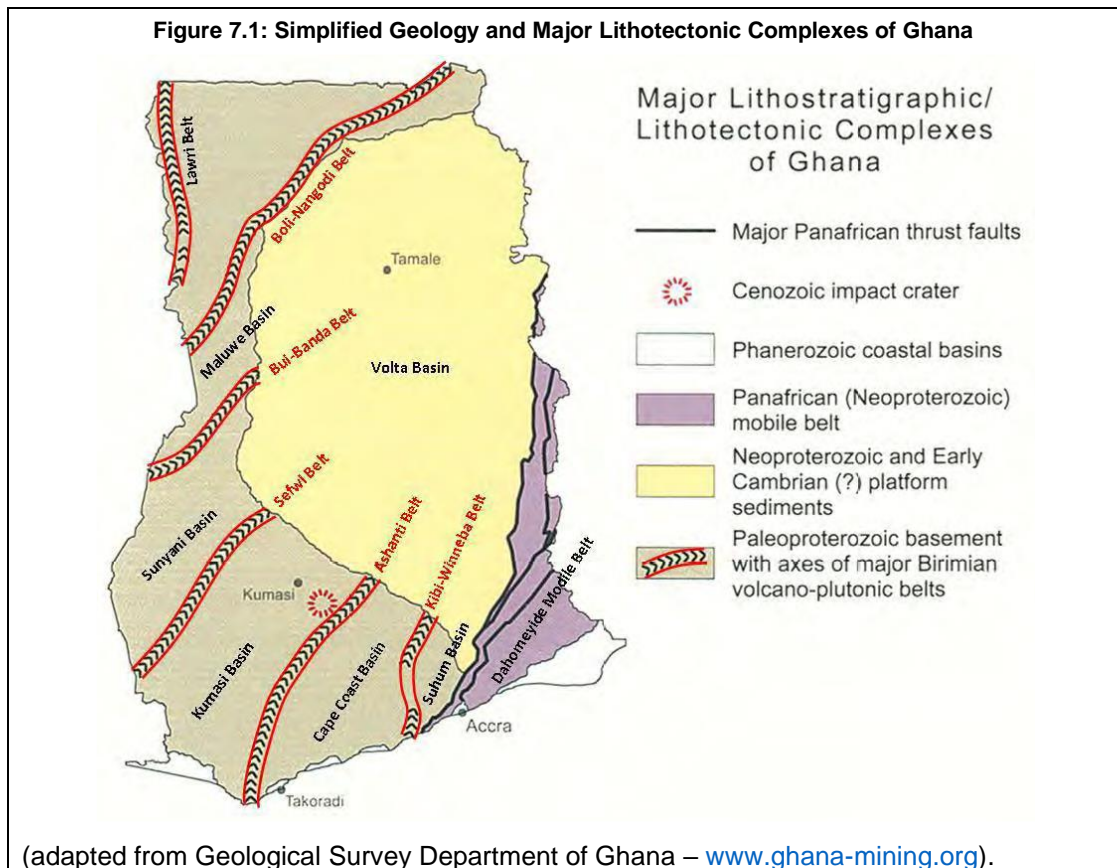 Figure 7.1: Simplified Geology and Major Lithotectonic Complexes of Ghana
Major Lithostratigraphic/
Lithotectonic Complexes
of Ghana
Major Panafrican thrust faults
Cenozoic impact crater
Phanerozoic coastal basins
Panafrican (Neoproterozoic)
mobile belt
Neoproterozoic and Early
Cambrian (?) platform
sediments
Paleoproterozoic basement
with axes of major Birimian
volcano-plutonic belts
Lawri Belt
Boli-Nangodi Belt
Tamale
Maluwe Basin
Bui-Banda Belt
Volta Basin
Sefwi Belt
Sunyani Basin
Ashanti Belt
Kibi-Winneba Belt
Kumasi
Kumasi Basin
Cape Coast Basin
Suhum Basin
Dahomeyide Modile Belt
Accra
Takoradi
(adapted from Geological Survey Department of Ghana – www.ghana-mining.org).